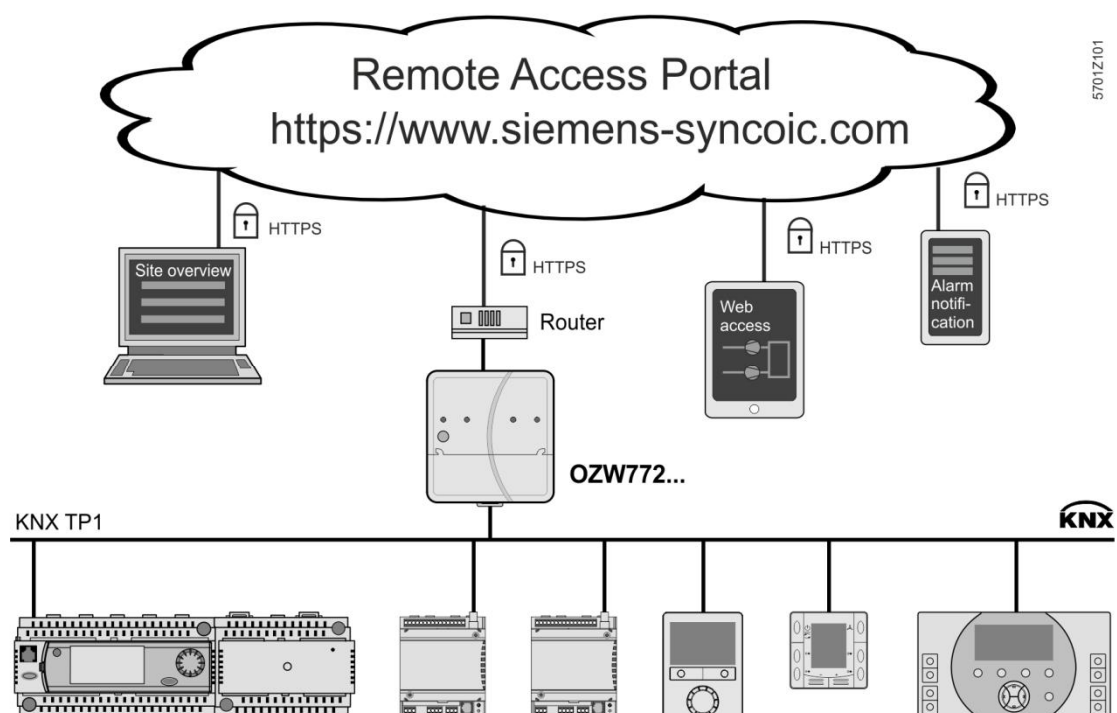 Remote Access Portal
https://www.siemens-syncoic.com
5701Z101
HTTPS
HTTPS
HTTPS
HTTPS
Site overview
Router
Web
access
Alarm
notifi-
cation
OZW772...
KNX TP1
KNX